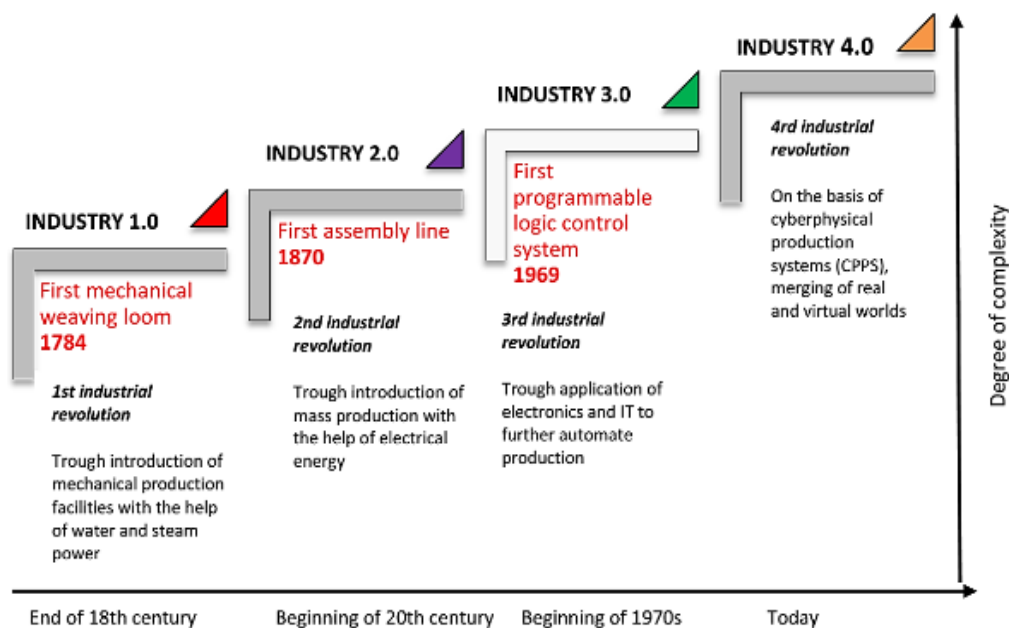 INDUSTRY 1.0
First mechanical
weaving loom
1784
1st industrial
revolution
Trough introduction of
mechanical production
facilities with the help
of water and steam
power
End of 18th century
INDUSTRY 2.0
First assembly line
1870
2nd industrial
revolution
Trough introduction of
mass production with
the help of electrical
energy
Beginning of 20th century
INDUSTRY 3.0
First
programmable
logic control
system
1969
3rd industrial
revolution
Trough application of
electronics and IT to
further automate
production
Beginning of 1970s
INDUSTRY 4.0
4rd industrial
revolution
On the basis of
cyberphysical
production
systems (CPPS),
merging of real
and virtual worlds
Today
Degree of complexity